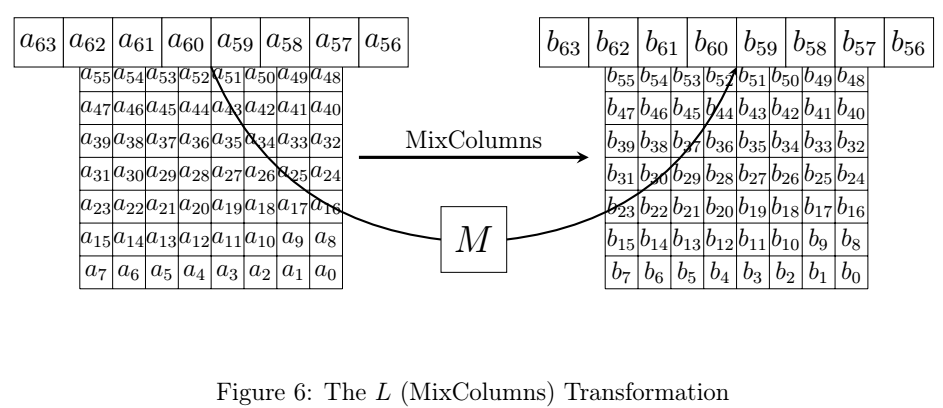 a63 a62 a61 a60 a59 a58 a57 a56 b63 b62 b61 b60 b59 b58 b57 b56
a55 a54 a53 a52 a51 a50 a49 a48 b55 b54 b53 b52 b51 b50 b49 b48
a47 a46 a45 a44 a43 a42 a41 a40 b47 b46 b45 b44 b43 b42 b41 b40
a39 a38 a37 a36 a35 a34 a33 a32 MixColumns b39 b38 b37 b36 b35 b34 b33 b32
a31 a30 a29 a28 a27 a26 a25 a24 b31 b30 b29 b28 b27 b26 b25 b24
a23 a22 a21 a20 a19 a18 a17 a16 b23 b22 b21 b20 b19 b18 b17 b16
a15 a14 a13 a12 a11 a10 a9 a8 M b15 b14 b13 b12 b11 b10 b9 b8
a7 a6 a5 a4 a3 a2 a1 a0 b7 b6 b5 b4 b3 b2 b1 b0
Figure 6: The L (MixColumns) Transformation